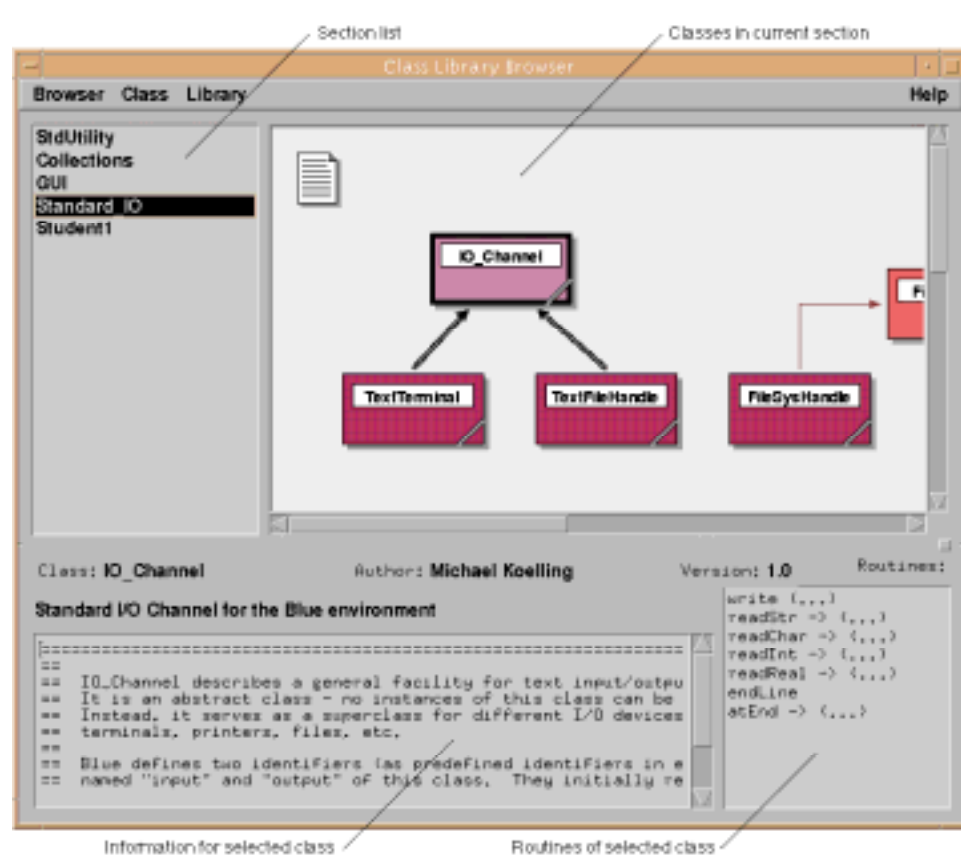 Section list
Classes in current section
Class Library Browser
Browser Class Library Help
StdUtility
Collections
GUI
Standard_IO
Student1
IO_Channel
Fi
TextTerminal
TextFileHandle
FileSysHandle
Class: IO_Channel Author: Michael Koelling Version: 1.0 Routines:
Standard I/O Channel for the Blue environment
==
== IO_Channel describes a general facility for text input/outpu
== It is an abstract class - no instances of this class can be
== Instead, it serves as a superclass for different I/O devices
== terminals, printers, files, etc.
==
== Blue defines two identifiers (as predefined identifiers in e
== named "input" and "output" of this class. They initially re
write (...)
readStr -> (...)
readChar -> (...)
readInt -> (...)
readReal -> (...)
endLine
atEnd -> (...)
Information for selected class
Routines of selected class